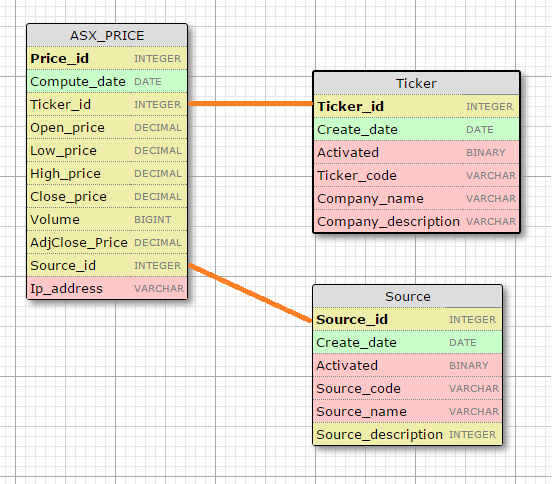 ASX_PRICE
Price_id INTEGER
Compute_date DATE
Ticker_id INTEGER
Open_price DECIMAL
Low_price DECIMAL
High_price DECIMAL
Close_price DECIMAL
Volume BIGINT
AdjClose_Price DECIMAL
Source_id INTEGER
Ip_address VARCHAR
Ticker
Ticker_id INTEGER
Create_date DATE
Activated BINARY
Ticker_code VARCHAR
Company_name VARCHAR
Company_description VARCHAR
Source
Source_id INTEGER
Create_date DATE
Activated BINARY
Source_code VARCHAR
Source_name VARCHAR
Source_description INTEGER